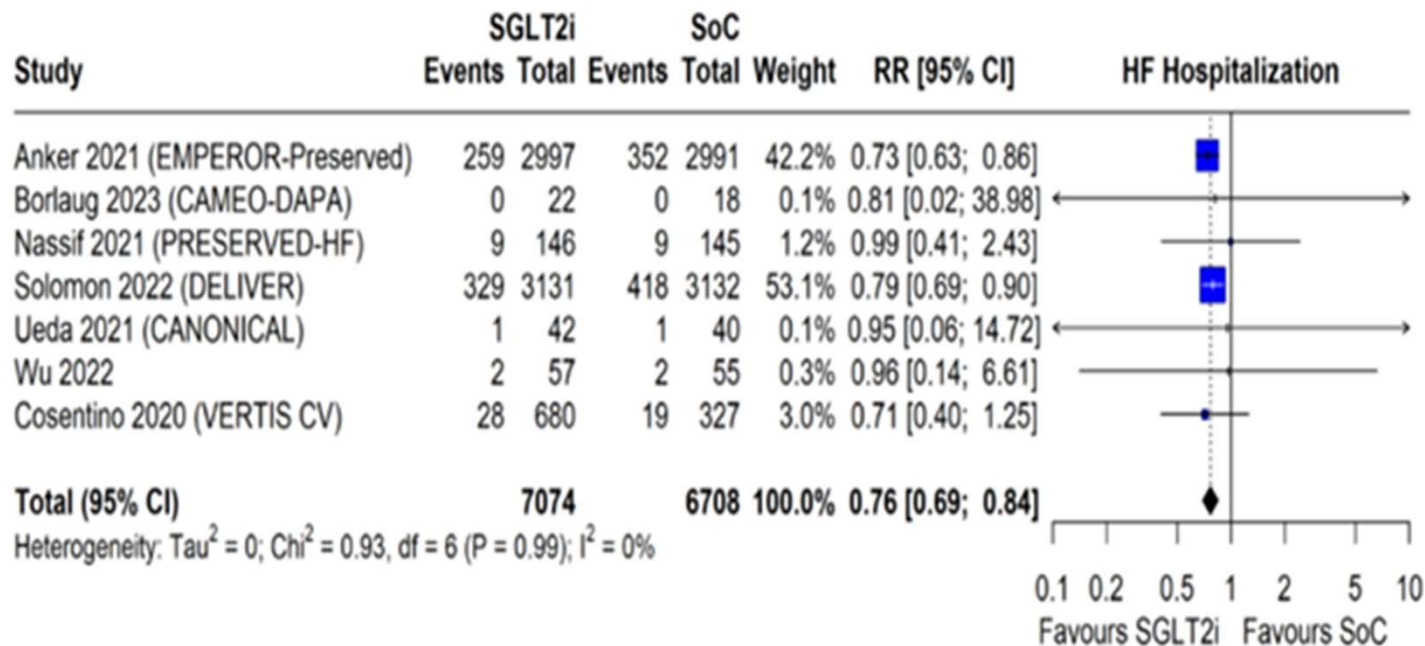 SGLT2i SoC
Study Events Total Events Total Weight RR [95% CI] HF Hospitalization
Anker 2021 (EMPEROR-Preserved) 259 2997 352 2991 42.2% 0.73 [0.63; 0.86]
Borlaug 2023 (CAMEO-DAPA) 0 22 0 18 0.1% 0.81 [0.02; 38.98]
Nassif 2021 (PRESERVED-HF) 9 146 9 145 1.2% 0.99 [0.41; 2.43]
Solomon 2022 (DELIVER) 329 3131 418 3132 53.1% 0.79 [0.69; 0.90]
Ueda 2021 (CANONICAL) 1 42 1 40 0.1% 0.95 [0.06; 14.72]
Wu 2022 2 57 2 55 0.3% 0.96 [0.14; 6.61]
Cosentino 2020 (VERTIS CV) 28 680 19 327 3.0% 0.71 [0.40; 1.25]
Total (95% CI) 7074 6708 100.0% 0.76 [0.69; 0.84]
Heterogeneity: Tau² = 0; Chi² = 0.93, df = 6 (P = 0.99); I² = 0%
0.1 0.2 0.5 1 2 5 10
Favours SGLT2i Favours SoC